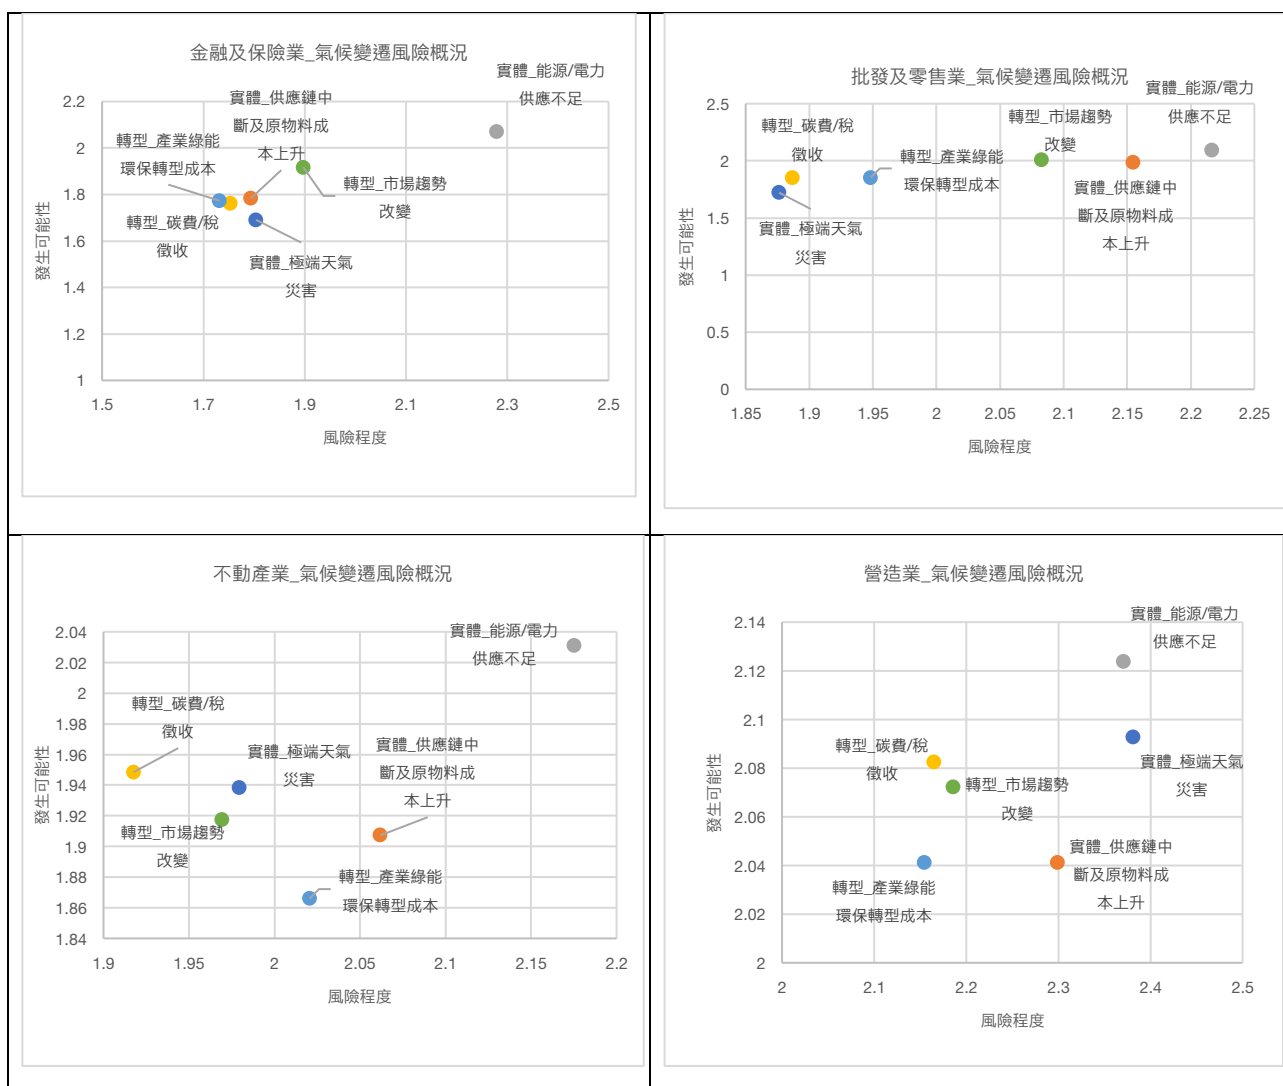 金融及保險業_氣候變遷風險概況
實體_能源/電力
供應不足
實體_供應鏈中
斷及原物料成
本上升
轉型_產業綠能
環保轉型成本
轉型_市場趨勢
改變
轉型_碳費/稅
徵收
實體_極端天氣
災害
發生可能性
2.2
2
1.8
1.6
1.4
1.2
1
1.5
1.7
1.9
2.1
2.3
2.5
風險程度
批發及零售業_氣候變遷風險概況
實體_能源/電力
供應不足
轉型_碳費/稅
徵收
轉型_市場趨勢
改變
轉型_產業綠能
環保轉型成本
實體_供應鏈中
斷及原物料成
本上升
實體_極端天氣
災害
發生可能性
2.5
2
1.5
1
0.5
0
1.85
1.9
1.95
2
2.05
2.1
2.15
2.2
2.25
風險程度
不動產業_氣候變遷風險概況
實體_能源/電力
供應不足
轉型_碳費/稅
徵收
實體_極端天氣
災害
實體_供應鏈中
斷及原物料成
本上升
轉型_市場趨勢
改變
轉型_產業綠能
環保轉型成本
發生可能性
2.04
2.02
2
1.98
1.96
1.94
1.92
1.9
1.88
1.86
1.84
1.9
1.95
2
2.05
2.1
2.15
2.2
風險程度
營造業_氣候變遷風險概況
實體_能源/電力
供應不足
轉型_碳費/稅
徵收
實體_極端天氣
災害
轉型_市場趨勢
改變
轉型_產業綠能
環保轉型成本
實體_供應鏈中
斷及原物料成
本上升
發生可能性
2.14
2.12
2.1
2.08
2.06
2.04
2.02
2
2
2.1
2.2
2.3
2.4
2.5
風險程度